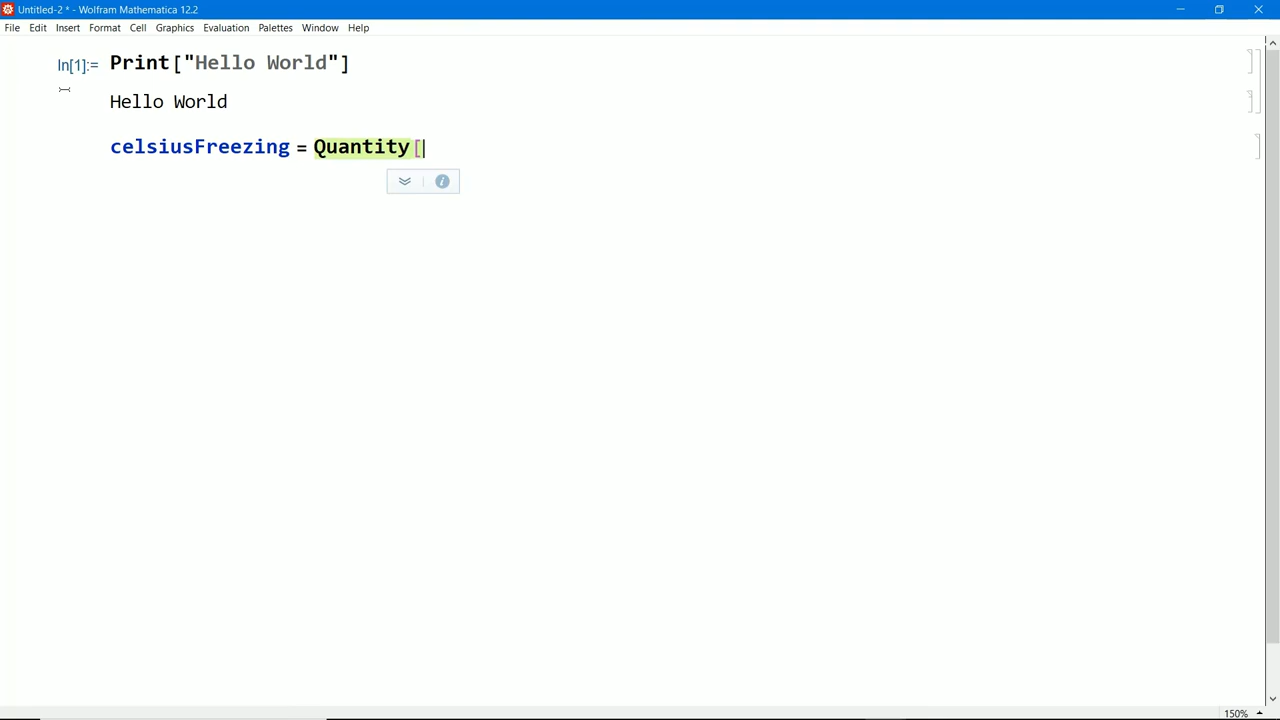 Untitled-2 * - Wolfram Mathematica 12.2
File Edit Insert Format Cell Graphics Evaluation Palettes Window Help
In[1]:= Print["Hello World"]
Hello World
celsiusFreezing = Quantity[
150%